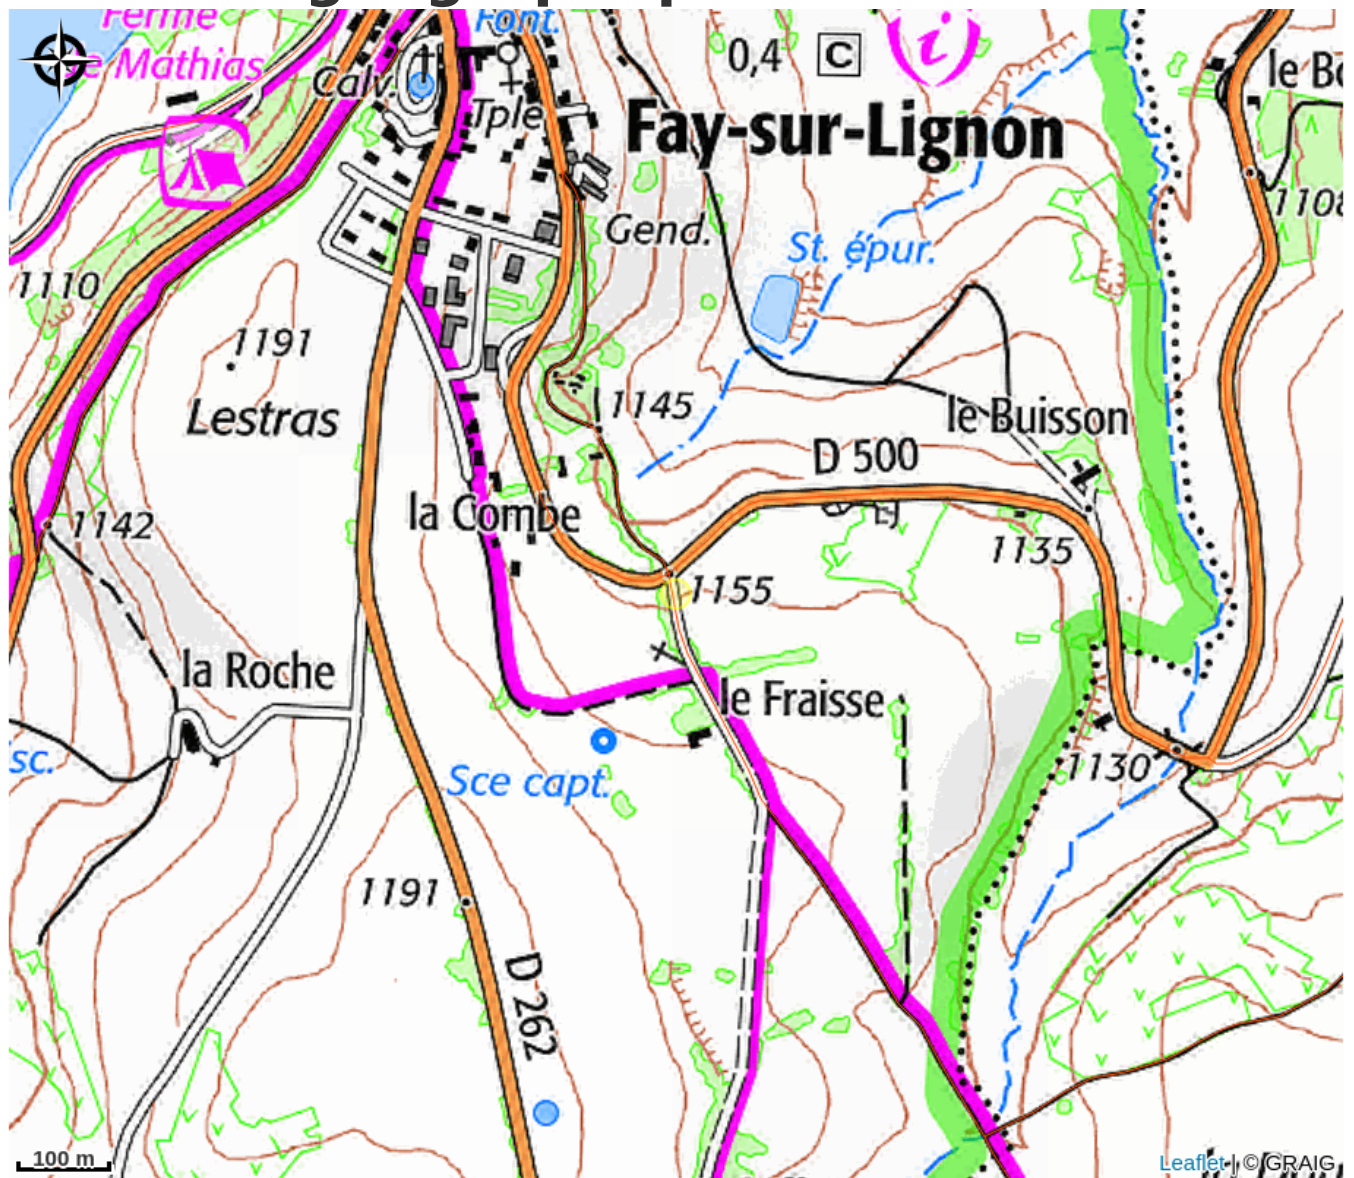 Ferme
Font.
0,4 C
i
le Bo
de Mathias
Calv.
Tple
Fay-sur-Lignon
1108
Gend.
St. épur.
1110
1191
1145
le Buisson
Lestras
D 500
la Combe
1142
1135
1155
la Roche
le Fraisse
sc.
1130
Sce capt.
1191
D 262
100 m
Leaflet | © GRAIG